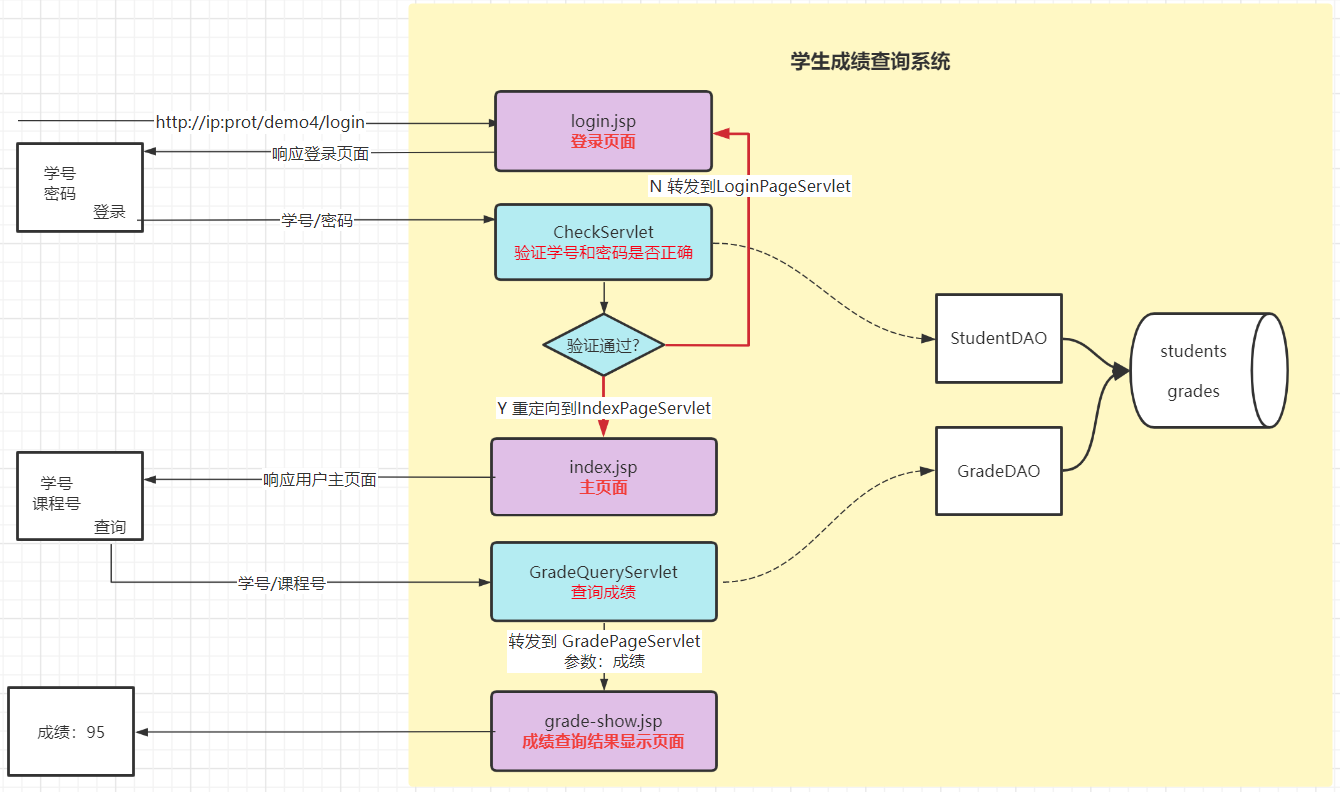 学生成绩查询系统
http://ip:prot/demo4/login
login.jsp
登录页面
响应登录页面
学号
密码
登录
N 转发到LoginPageServlet
学号/密码
CheckServlet
验证学号和密码是否正确
验证通过?
StudentDAO
students
grades
Y 重定向到IndexPageServlet
index.jsp
主页面
响应用户主页面
学号
课程号
查询
GradeDAO
学号/课程号
GradeQueryServlet
查询成绩
转发到 GradePageServlet
参数：成绩
grade-show.jsp
成绩查询结果显示页面
成绩：95